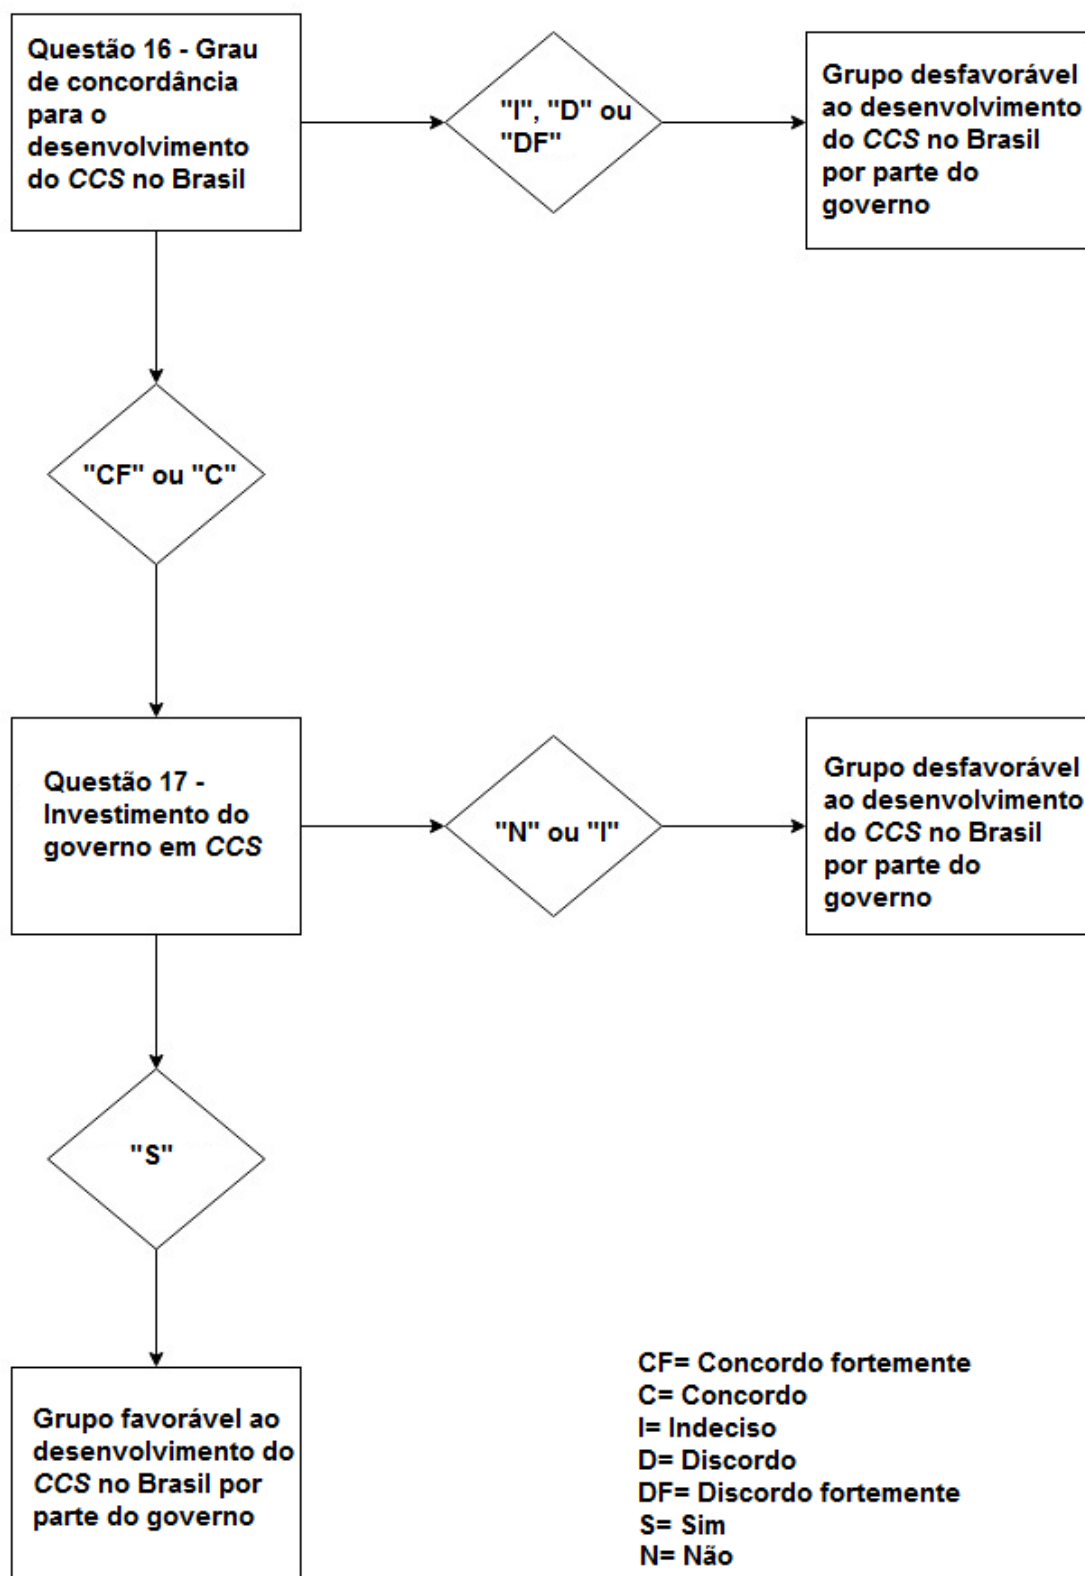 Questão 16 - Grau
de concordância
para o
desenvolvimento
do CCS no Brasil
"I", "D" ou
"DF"
Grupo desfavorável
ao desenvolvimento
do CCS no Brasil
por parte do
governo
"CF" ou "C"
Questão 17 -
Investimento do
governo em CCS
"N" ou "I"
Grupo desfavorável
ao desenvolvimento
do CCS no Brasil
por parte do
governo
"S"
Grupo favorável ao
desenvolvimento do
CCS no Brasil por
parte do governo
CF= Concordo fortemente
C= Concordo
I= Indeciso
D= Discordo
DF= Discordo fortemente
S= Sim
N= Não